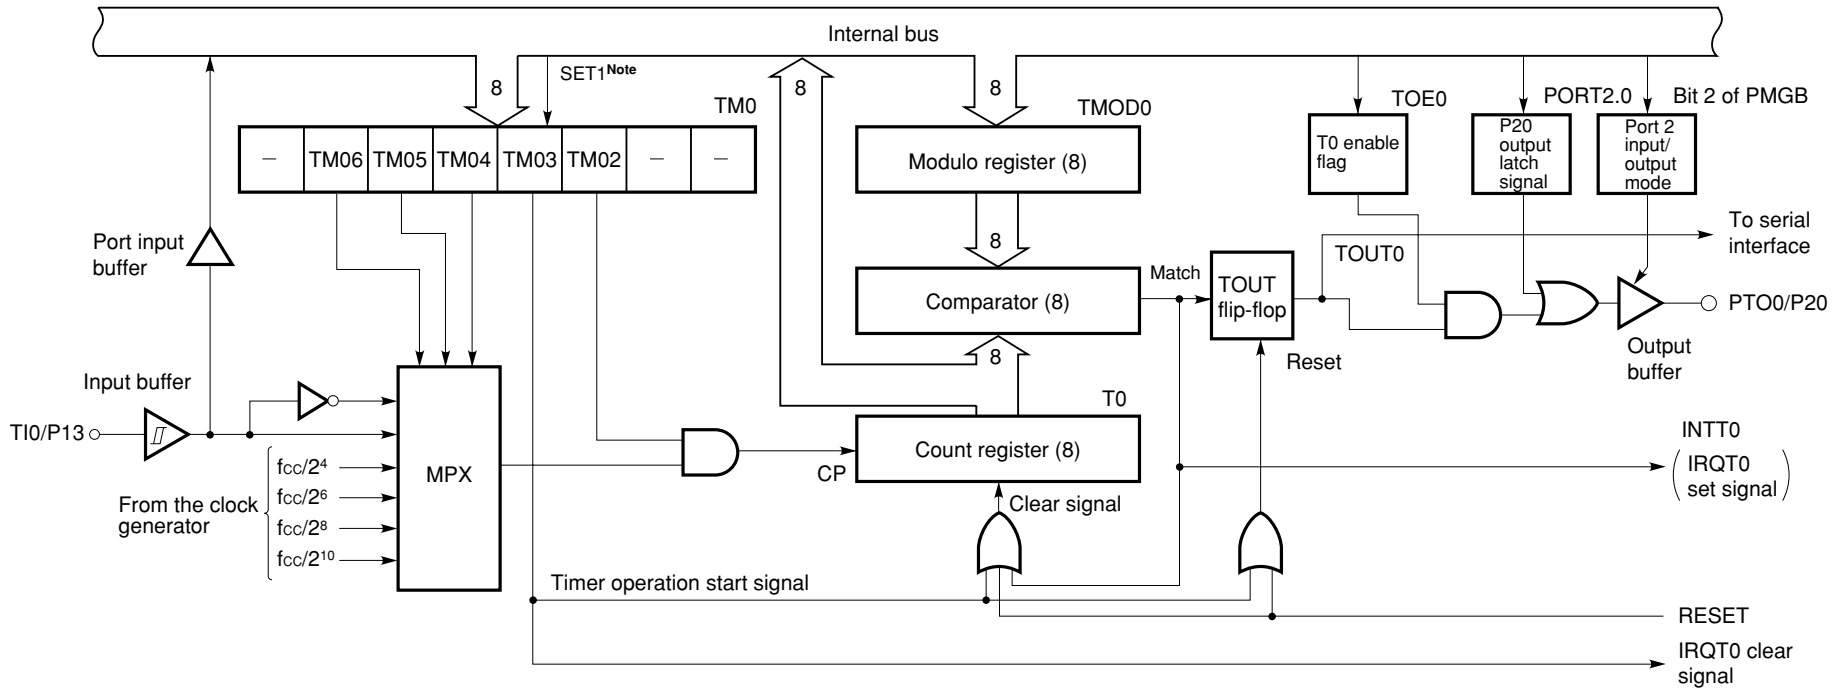 Internal bus
8
SET1Note
8
8
TM0
TMOD0
TOE0
PORT2.0
Bit 2 of PMGB
–
TM06
TM05
TM04
TM03
TM02
–
–
Modulo register (8)
T0 enable
flag
P20
output
latch
signal
Port 2
input/
output
mode
Port input
buffer
8
To serial
interface
TOUT0
Comparator (8)
Match
TOUT
flip-flop
PTO0/P20
Output
buffer
8
Reset
Input buffer
T0
TI0/P13
MPX
Count register (8)
CP
INTT0
IRQT0
set signal
From the clock
generator
fCC/2⁴
fCC/2⁶
fCC/2⁸
fCC/2¹⁰
Clear signal
Timer operation start signal
RESET
IRQT0 clear
signal